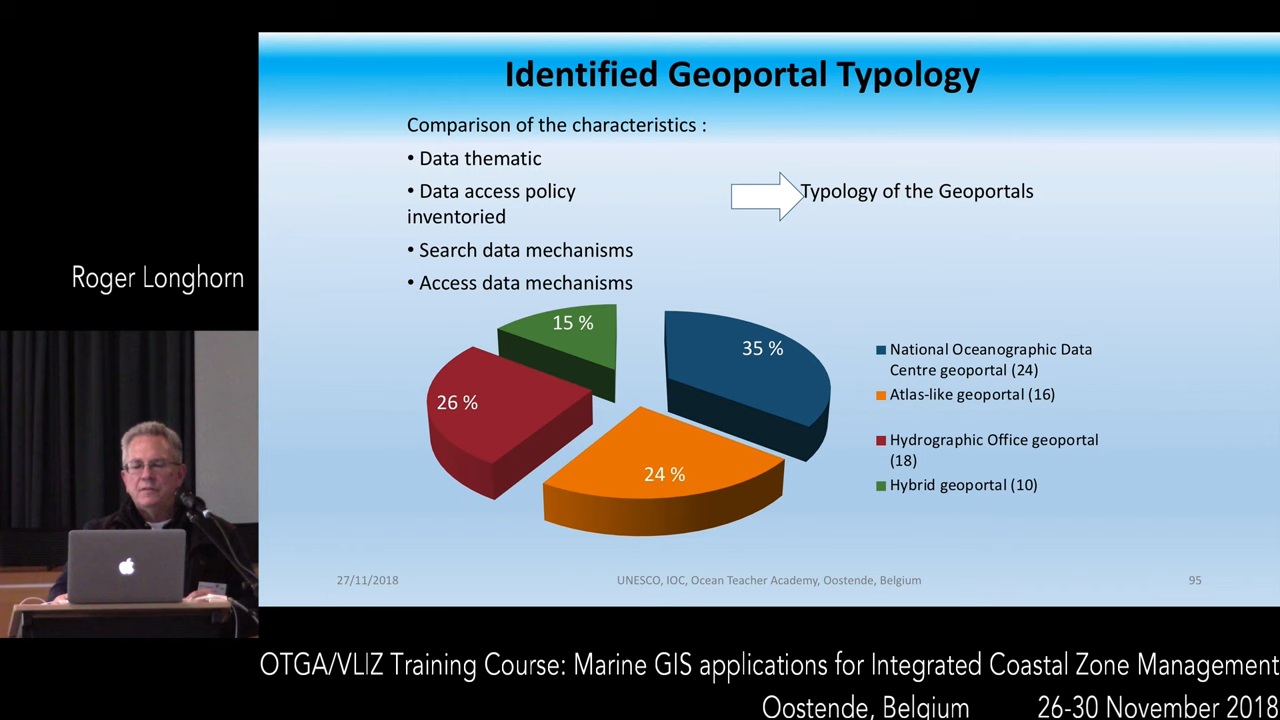 Identified Geoportal Typology
Comparison of the characteristics :
• Data thematic
• Data access policy
inventoried
• Search data mechanisms
• Access data mechanisms
Typology of the Geoportals
Roger Longhorn
15 %
35 %
26 %
24 %
National Oceanographic Data
Centre geoportal (24)
Atlas-like geoportal (16)
Hydrographic Office geoportal
(18)
Hybrid geoportal (10)
27/11/2018
UNESCO, IOC, Ocean Teacher Academy, Oostende, Belgium
95
OTGA/VLIZ Training Course: Marine GIS applications for Integrated Coastal Zone Management
Oostende, Belgium 26-30 November 2018